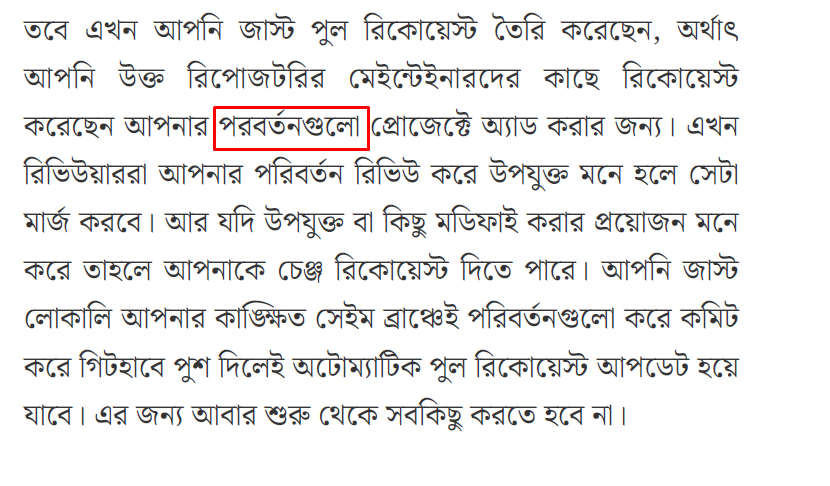 তবে এখন আপনি জাস্ট পুল রিকোয়েস্ট তৈরি করেছেন, অর্থাৎ
আপনি উক্ত রিপোজটরির মেইন্টেইনারদের কাছে রিকোয়েস্ট
করেছেন আপনার পরবর্তনগুলো প্রোজেক্টে অ্যাড করার জন্য। এখন
রিভিউয়াররা আপনার পরিবর্তন রিভিউ করে উপযুক্ত মনে হলে সেটা
মার্জ করবে। আর যদি উপযুক্ত বা কিছু মডিফাই করার প্রয়োজন মনে
করে তাহলে আপনাকে চেঞ্জ রিকোয়েস্ট দিতে পারে। আপনি জাস্ট
লোকালি আপনার কাঙ্ক্ষিত সেইম ব্রাঞ্চেই পরিবর্তনগুলো করে কমিট
করে গিটহাবে পুশ দিলেই অটোম্যাটিক পুল রিকোয়েস্ট আপডেট হয়ে
যাবে। এর জন্য আবার শুরু থেকে সবকিছু করতে হবে না।